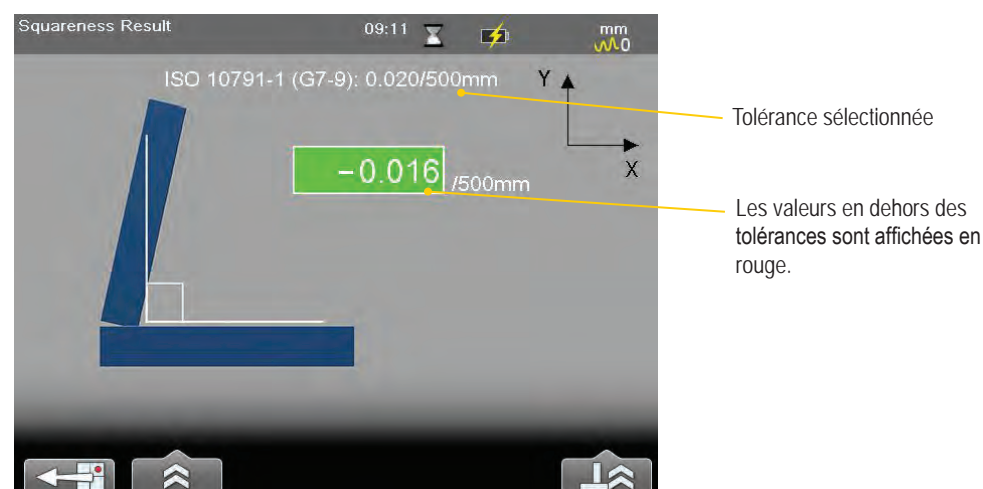 Squareness Result 09:11 mm
0
ISO 10791-1 (G7-9): 0.020/500mm Y
Tolérance sélectionnée
X
-0.016 /500mm
Les valeurs en dehors des
tolérances sont affichées en
rouge.